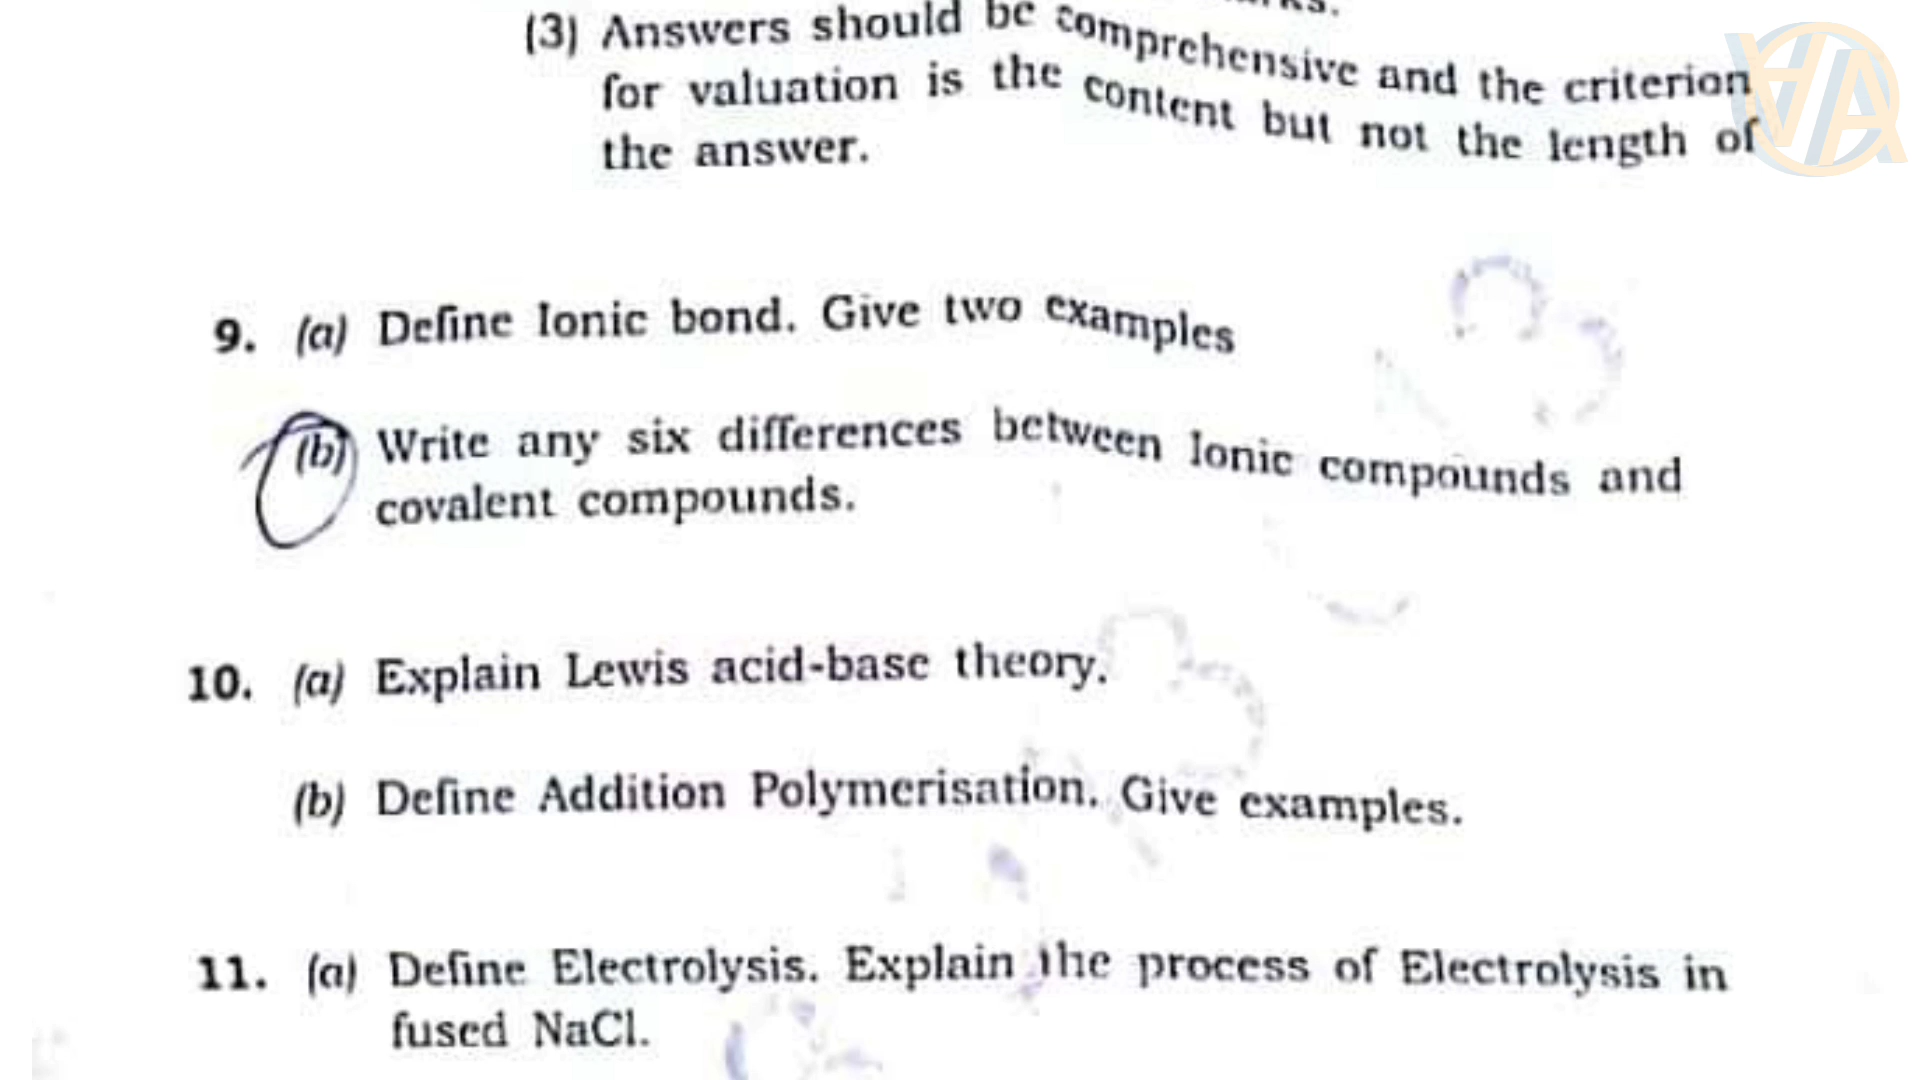 (3) Answers should be comprehensive and the criterion
for valuation is the content but not the length of
the answer.
9. (a) Define Ionic bond. Give two examples
(b) Write any six differences between Ionic compounds and
covalent compounds.
10. (a) Explain Lewis acid-base theory.
(b) Define Addition Polymerisation. Give examples.
11. (a) Define Electrolysis. Explain the process of Electrolysis in
fused NaCl.